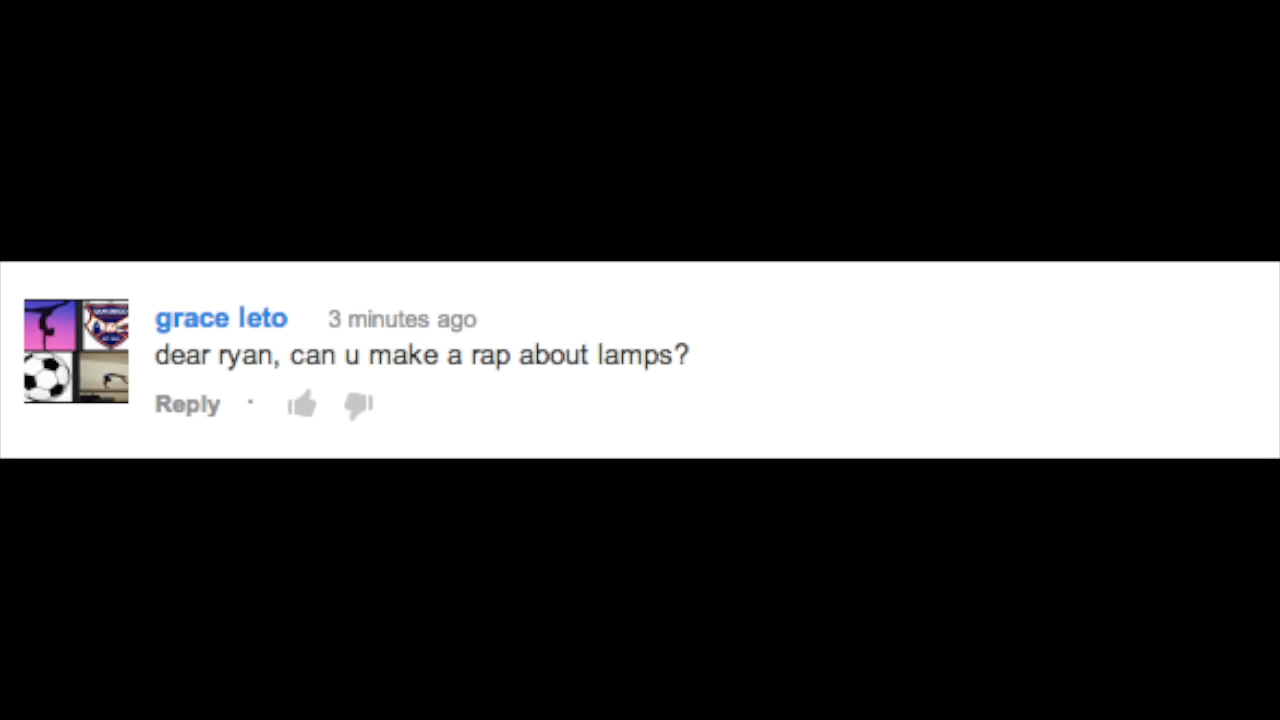 grace leto 3 minutes ago
dear ryan, can u make a rap about lamps?
Reply ·